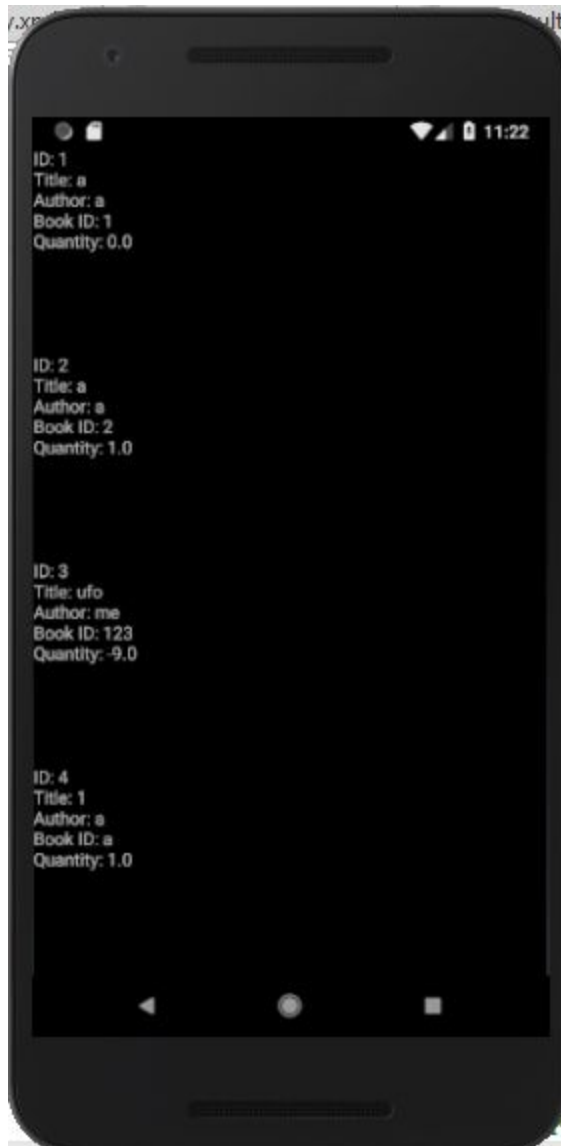 11:22
ID: 1
Title: a
Author: a
Book ID: 1
Quantity: 0.0
ID: 2
Title: a
Author: a
Book ID: 2
Quantity: 1.0
ID: 3
Title: ufo
Author: me
Book ID: 123
Quantity: -9.0
ID: 4
Title: 1
Author: a
Book ID: a
Quantity: 1.0